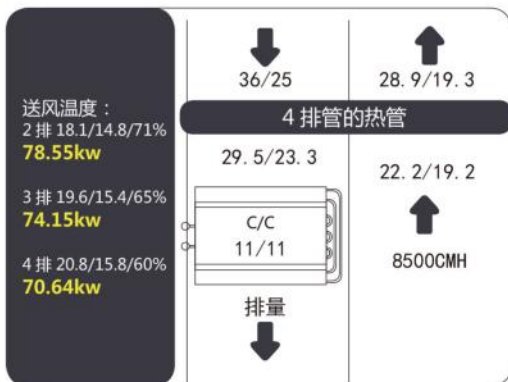 送风温度：
2 排 18.1/14.8/71%
78.55kw
3 排 19.6/15.4/65%
74.15kw
4 排 20.8/15.8/60%
70.64kw
36/25
28.9/19.3
4 排管的热管
29.5/23.3
22.2/19.2
C/C
11/11
8500CMH
排量